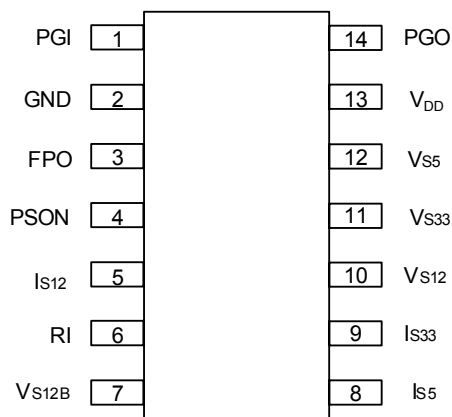 PGI 1 14 PGO
GND 2 13 VDD
FPO 3 12 VS5
PSON 4 11 VS33
IS12 5 10 VS12
RI 6 9 IS33
VS12B 7 8 IS5